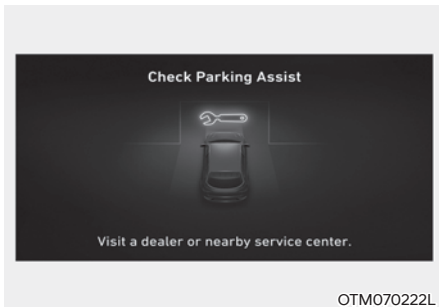 Check Parking Assist
Visit a dealer or nearby service center.
OTM070222L